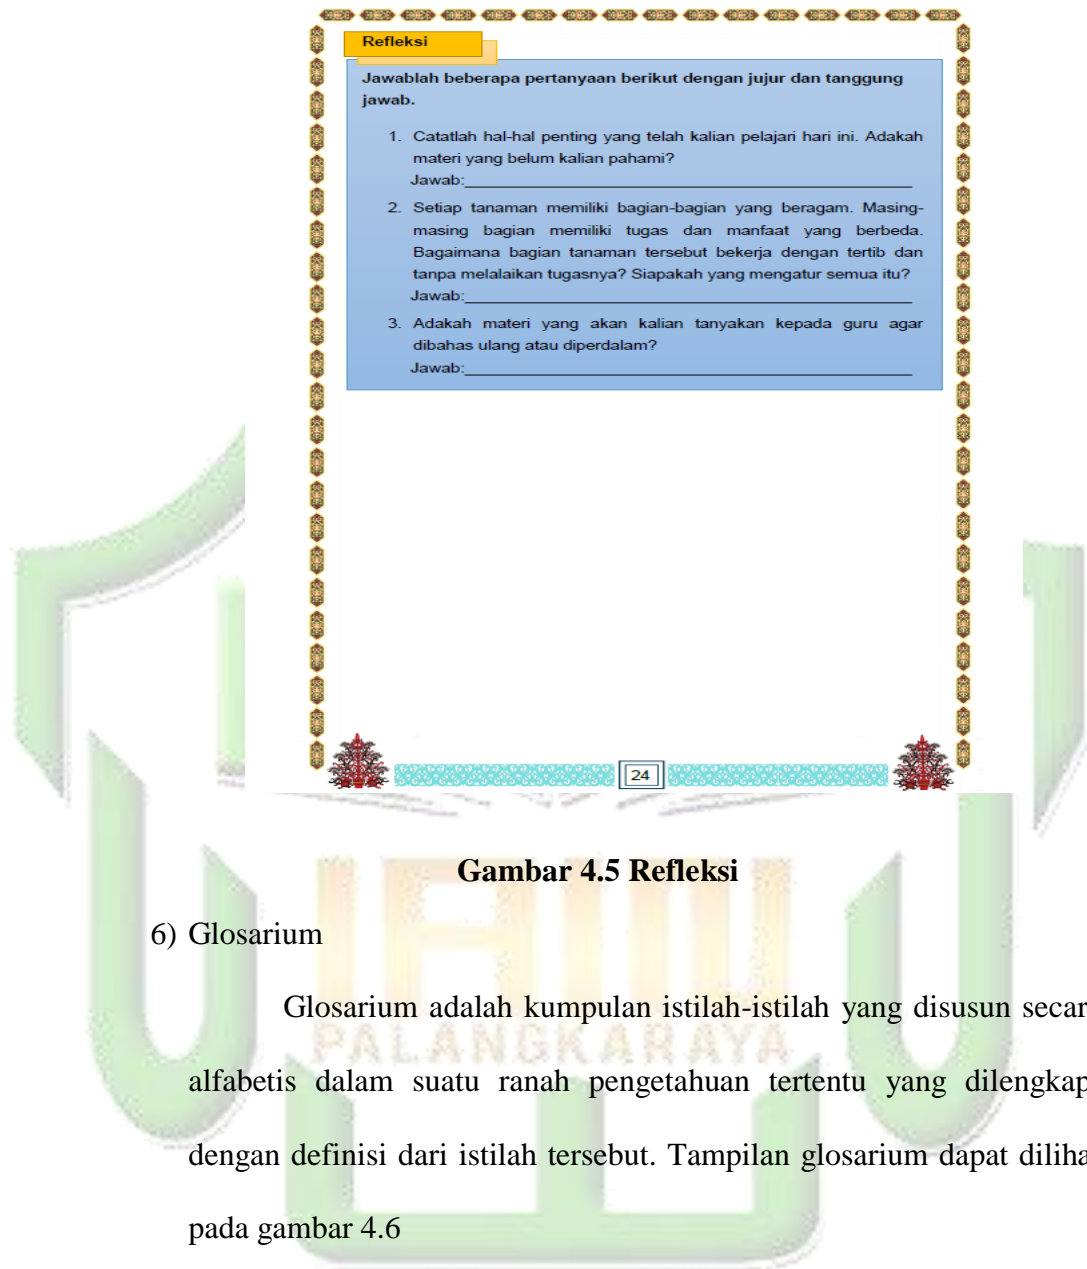 Refleksi
Jawablah beberapa pertanyaan berikut dengan jujur dan tanggung
jawab.
1. Catatlah hal-hal penting yang telah kalian pelajari hari ini. Adakah
materi yang belum kalian pahami?
Jawab:
2. Setiap tanaman memiliki bagian-bagian yang beragam. Masing-
masing bagian memiliki tugas dan manfaat yang berbeda.
Bagaimana bagian tanaman tersebut bekerja dengan tertib dan
tanpa melalaikan tugasnya? Siapakah yang mengatur semua itu?
Jawab:
3. Adakah materi yang akan kalian tanyakan kepada guru agar
dibahas ulang atau diperdalam?
Jawab:
24
Gambar 4.5 Refleksi
6) Glosarium
Glosarium adalah kumpulan istilah-istilah yang disusun secar
alfabetis dalam suatu ranah pengetahuan tertentu yang dilengkap
dengan definisi dari istilah tersebut. Tampilan glosarium dapat diliha
pada gambar 4.6
IAIN
PALANGKARAYA